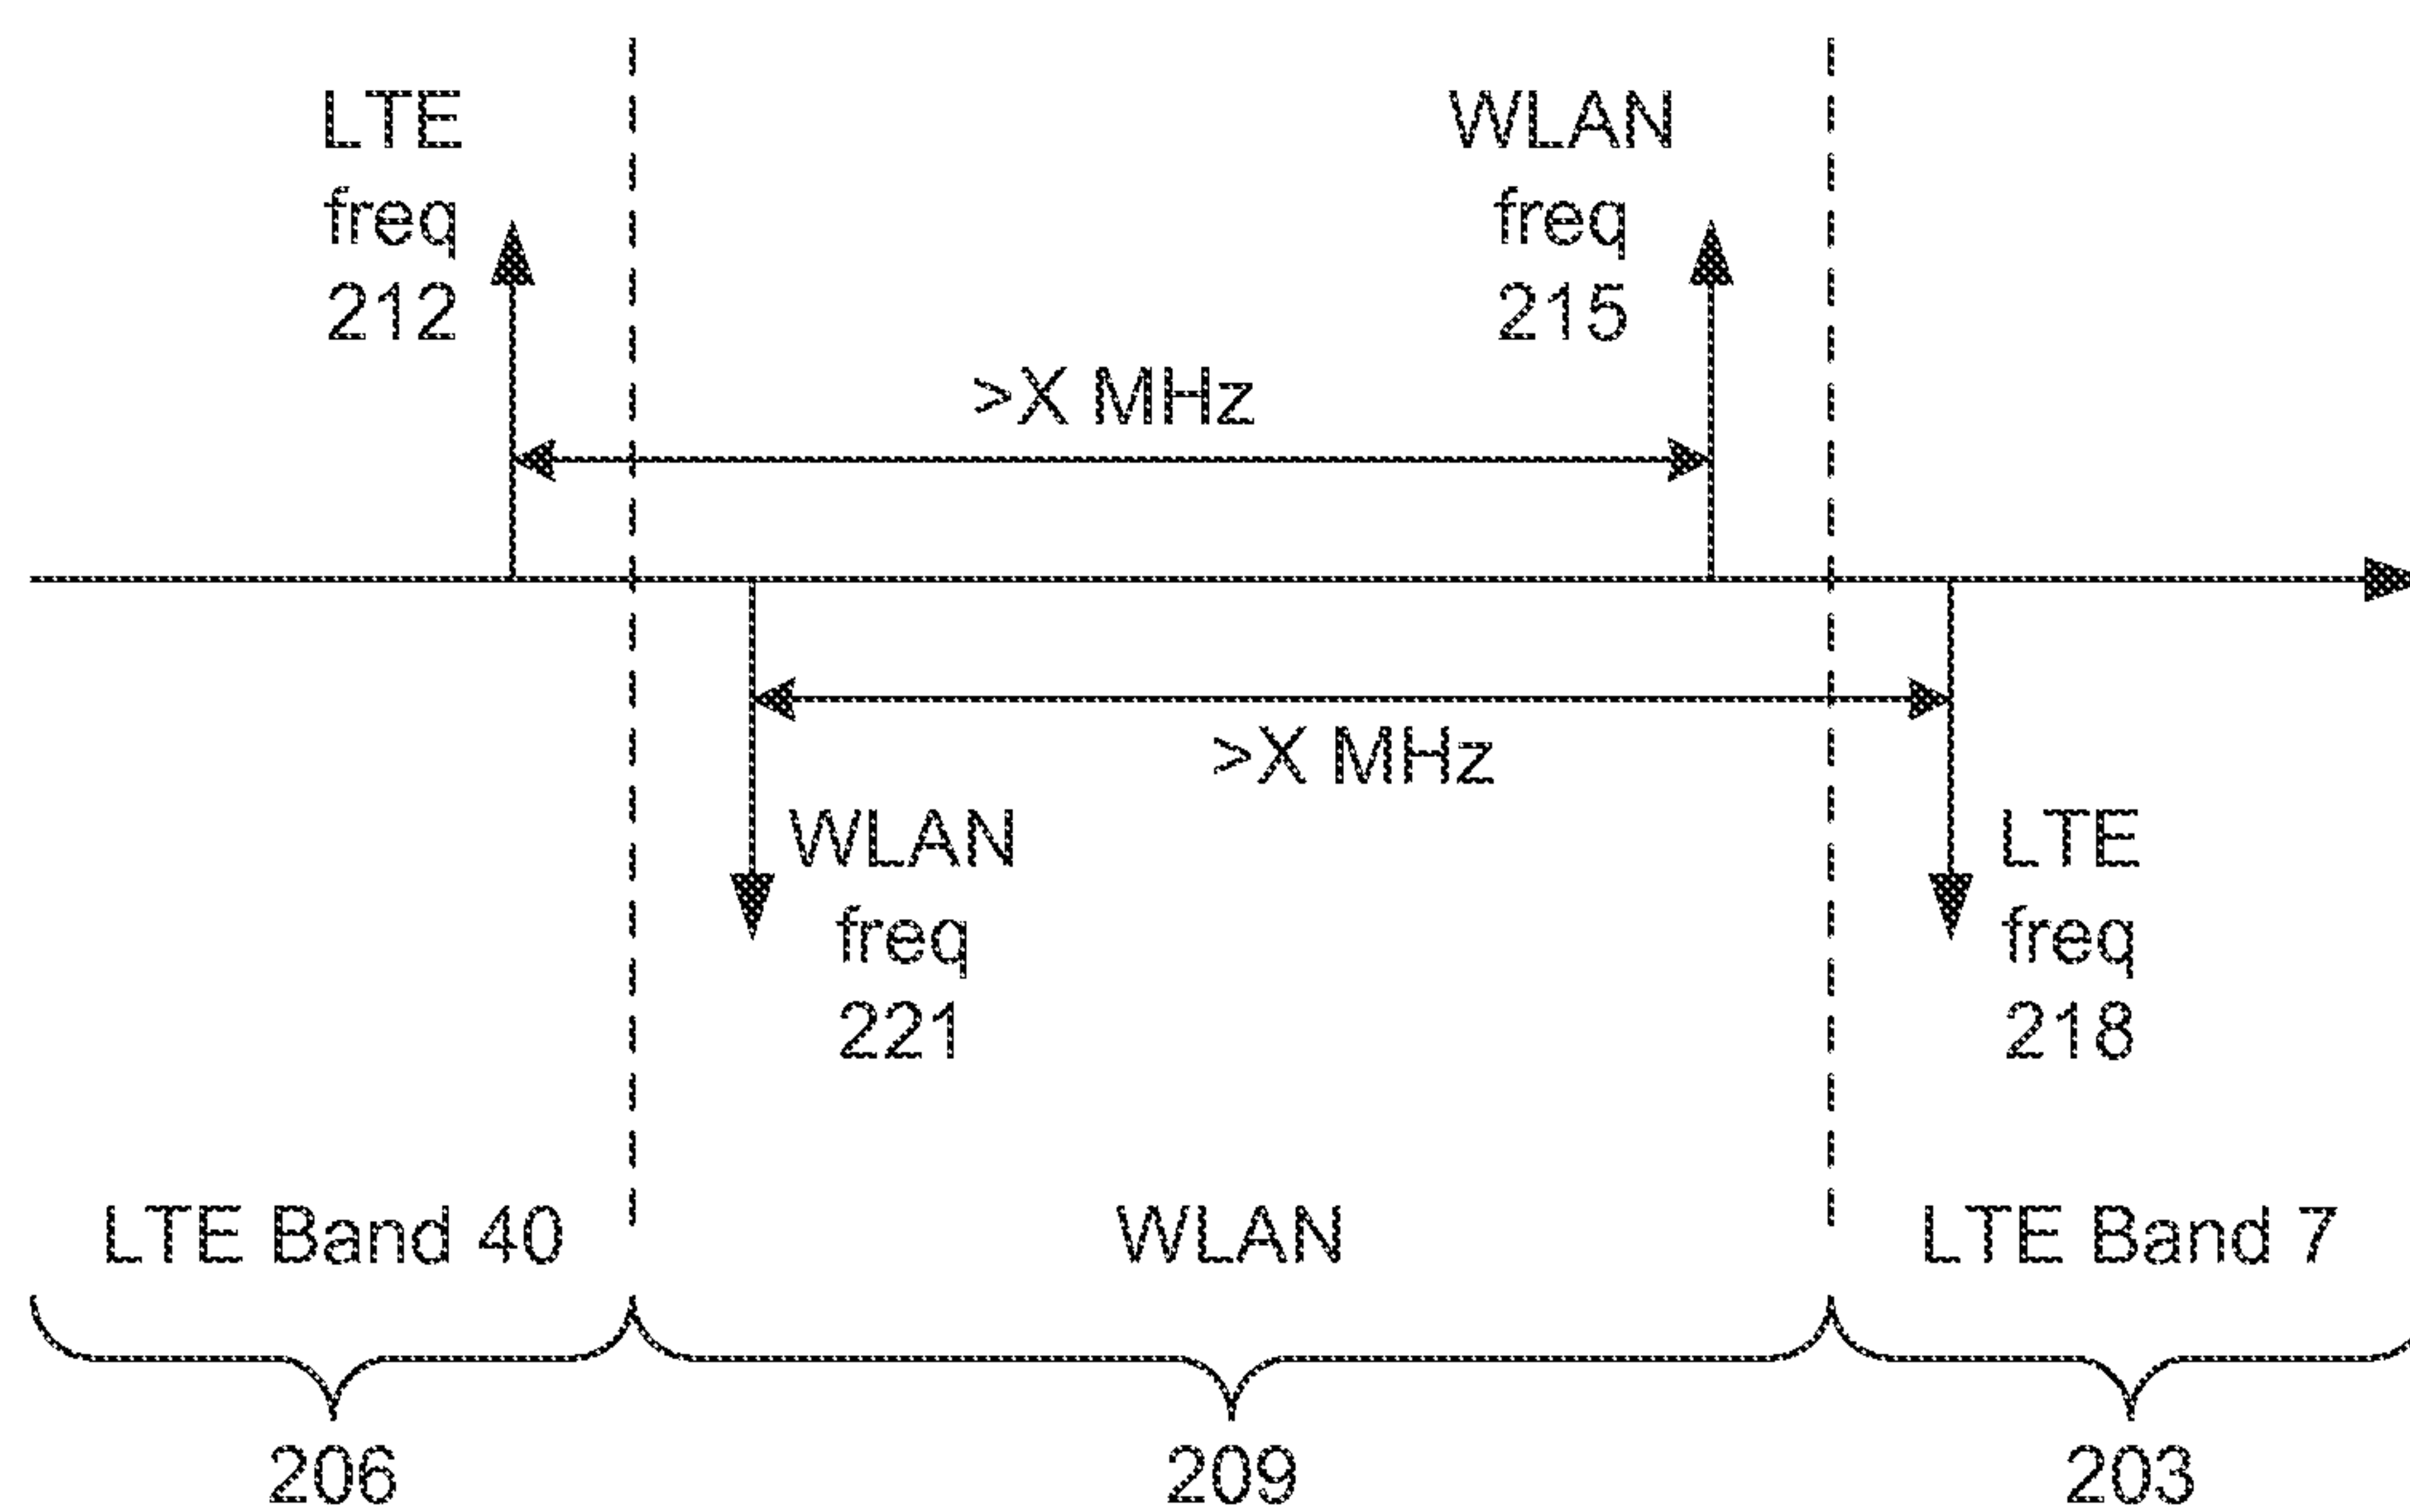 LTE
freq
212
WLAN
freq
215
>X MHz
>X MHz
WLAN
freq
221
LTE
freq
218
LTE Band 40
WLAN
LTE Band 7
206
209
203